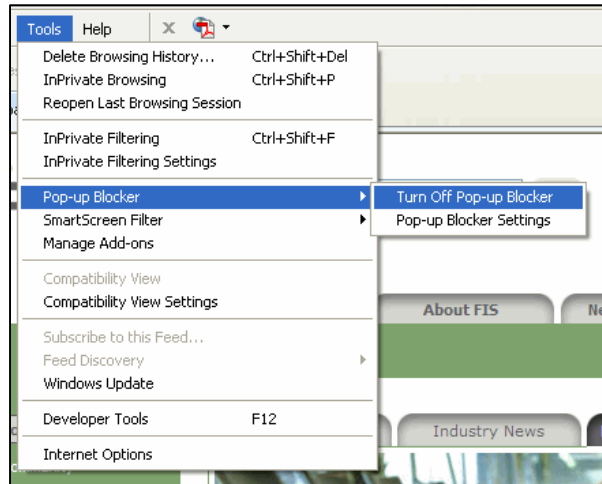 Tools Help
Delete Browsing History... Ctrl+Shift+Del
InPrivate Browsing Ctrl+Shift+P
Reopen Last Browsing Session
InPrivate Filtering Ctrl+Shift+F
InPrivate Filtering Settings
Pop-up Blocker
Turn Off Pop-up Blocker
SmartScreen Filter
Pop-up Blocker Settings
Manage Add-ons
Compatibility View
Compatibility View Settings
About FIS
Subscribe to this Feed...
Feed Discovery
Windows Update
Developer Tools F12
Industry News
Internet Options